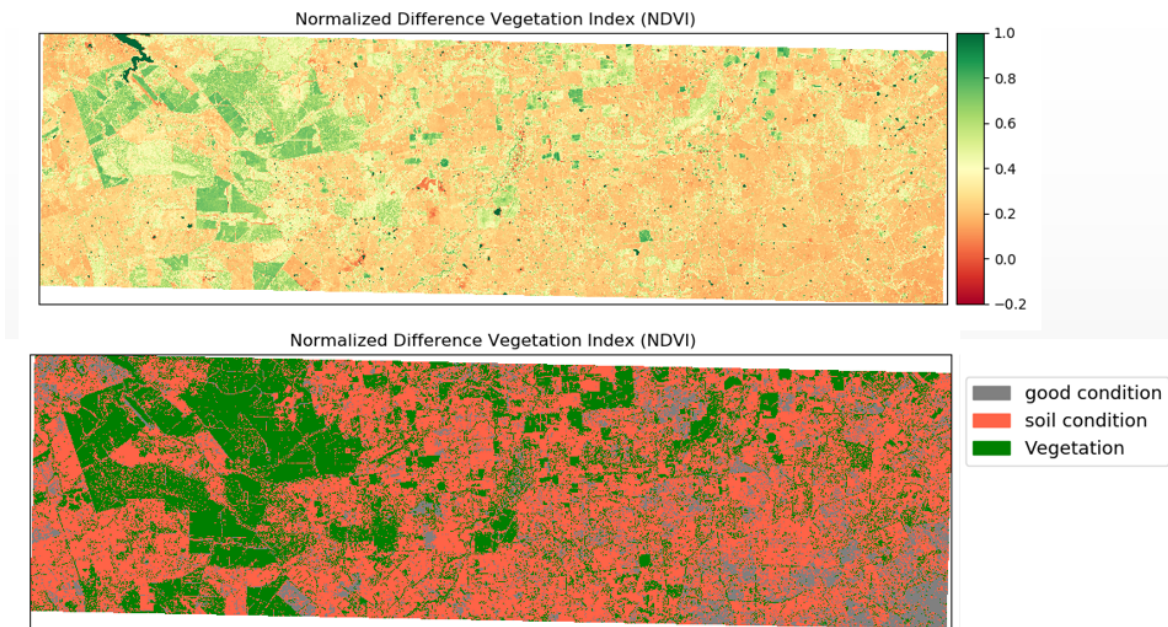 Normalized Difference Vegetation Index (NDVI)
1.0
0.8
0.6
0.4
0.2
0.0
−0.2
Normalized Difference Vegetation Index (NDVI)
good condition
soil condition
Vegetation